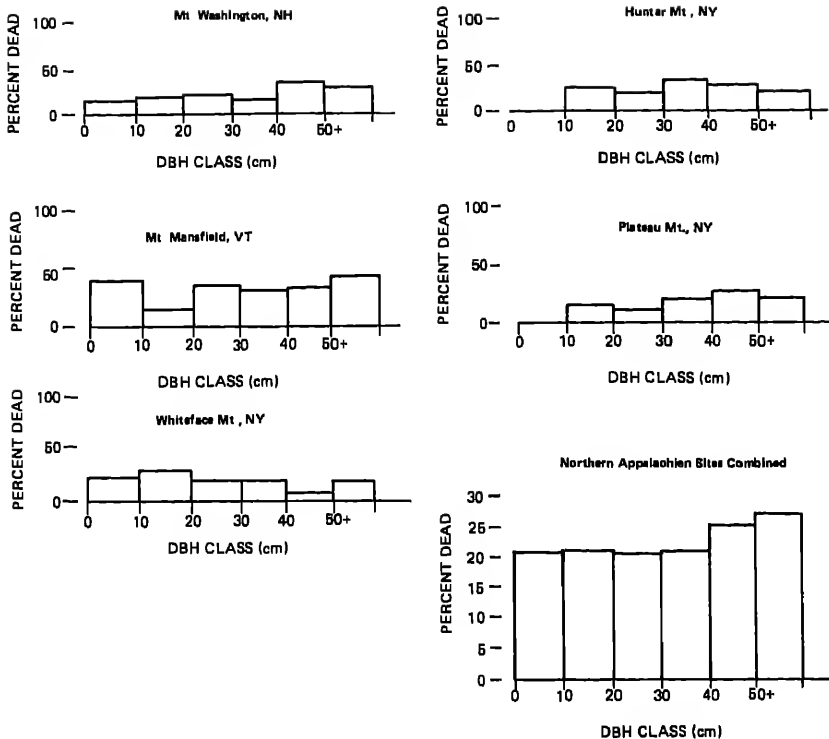 Mt Washington, NH
PERCENT DEAD
100
50
0
0 10 20 30 40 50+
DBH CLASS (cm)
Huntar Mt, NY
PERCENT DEAD
100
50
0
0 10 20 30 40 50+
DBH CLASS (cm)
Mt Mansfield, VT
PERCENT DEAD
100
50
0
0 10 20 30 40 50+
DBH CLASS (cm)
Plateau Mt., NY
PERCENT DEAD
100
50
0
0 10 20 30 40 50+
DBH CLASS (cm)
Whiteface Mt, NY
PERCENT DEAD
100
50
0
0 10 20 30 40 50+
DBH CLASS (cm)
Northern Appalachien Sites Combined
PERCENT DEAD
30
25
20
15
10
5
0
0 10 20 30 40 50+
DBH CLASS (cm)